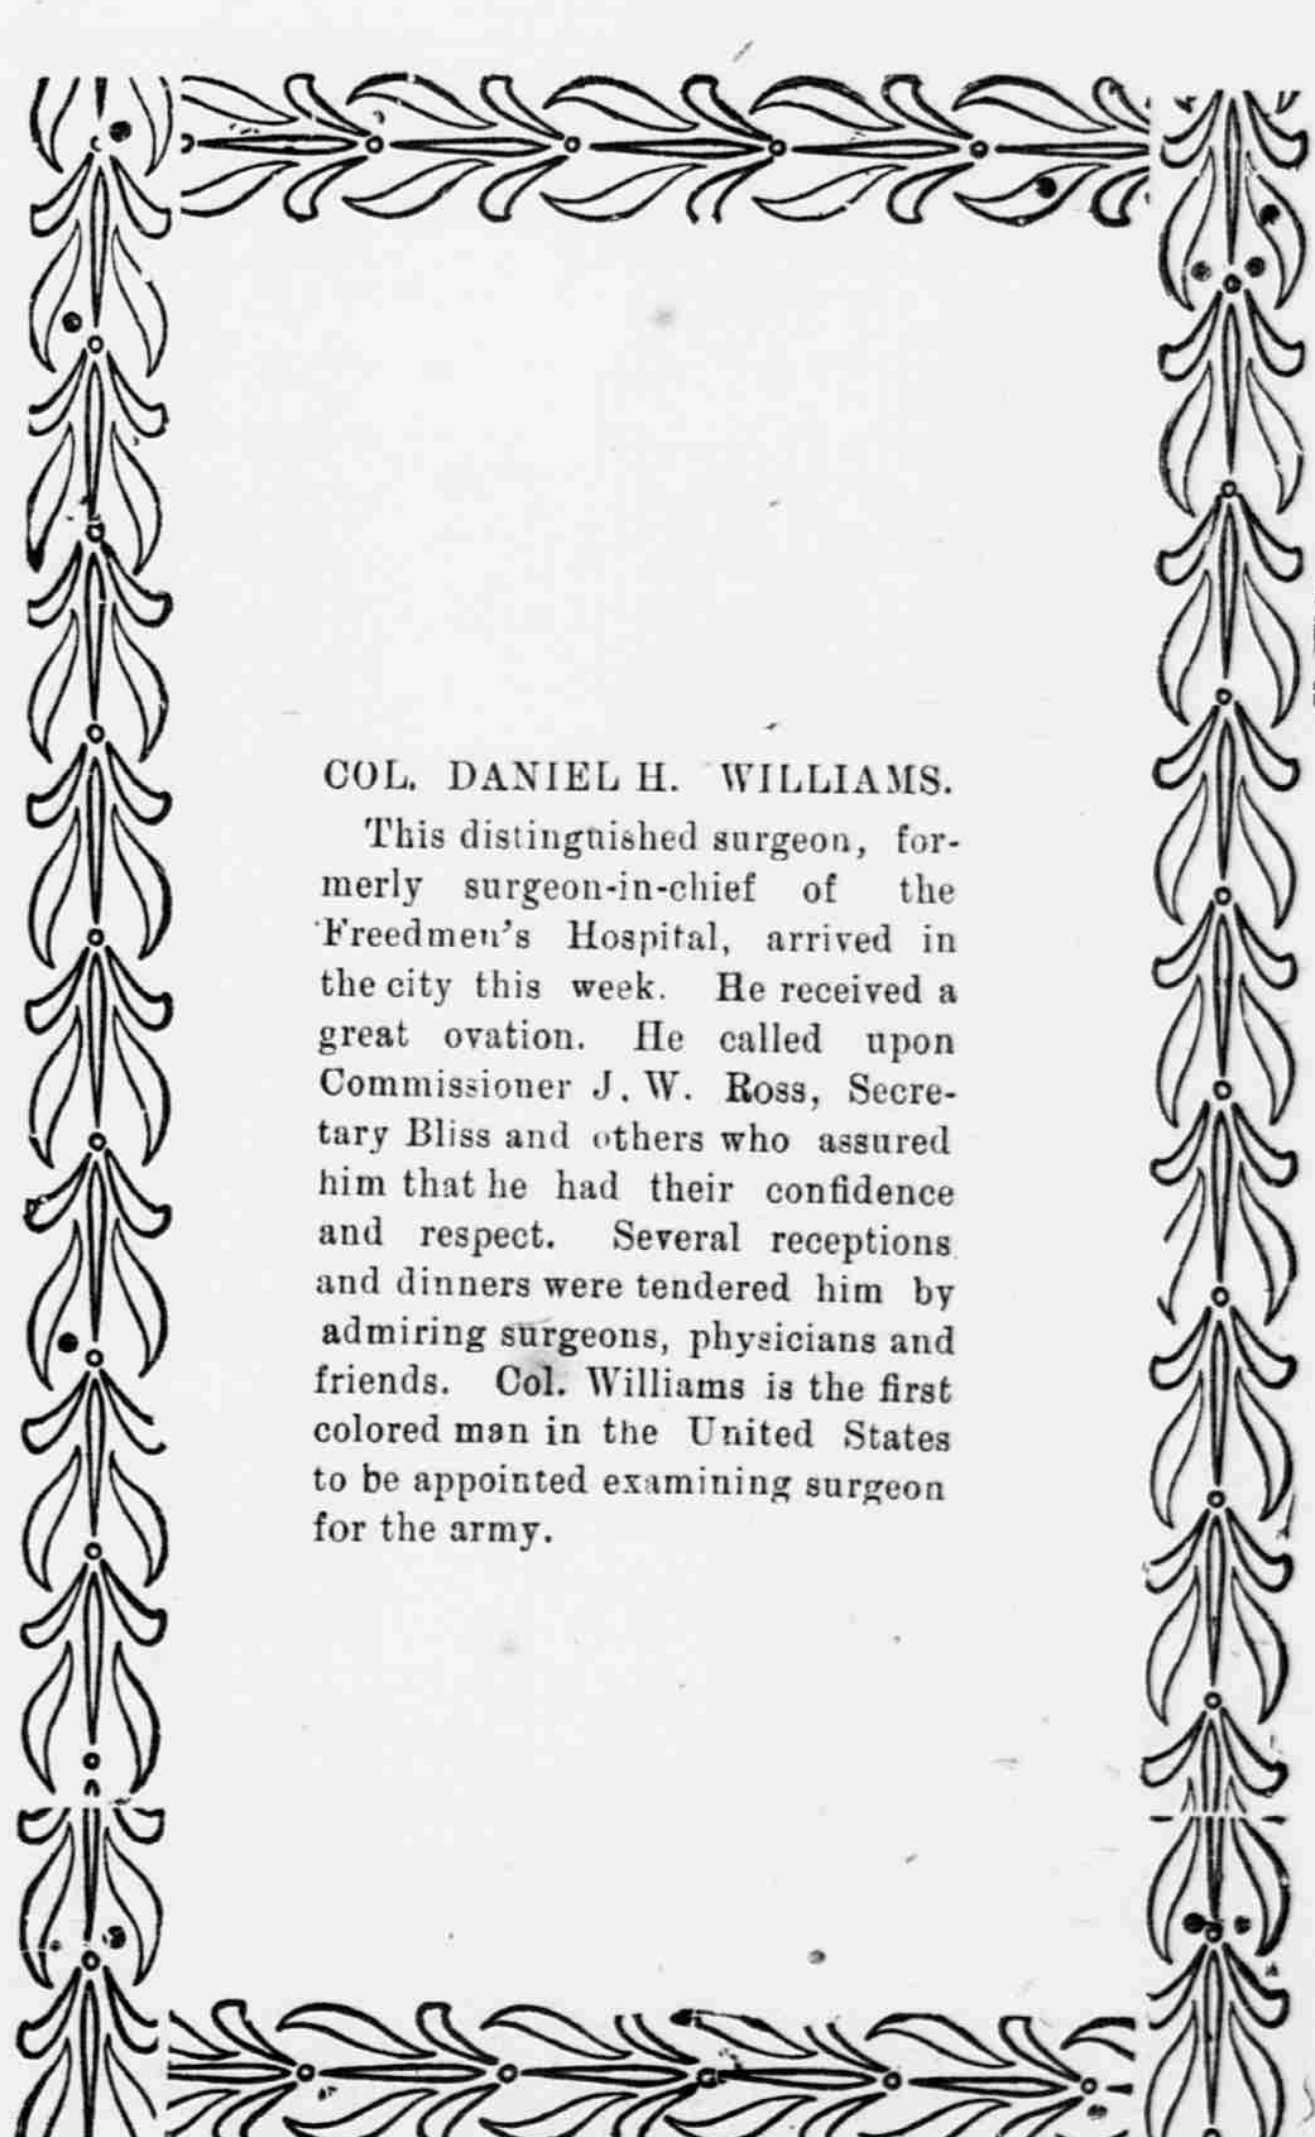 COL. DANIEL H. WILLIAMS.
This distinguished surgeon, for-
merly surgeon-in-chief of the
Freedmen's Hospital, arrived in
the city this week. He received a
great ovation. He called upon
Commissioner J. W. Ross, Secre-
tary Bliss and others who assured
him that he had their confidence
and respect. Several receptions
and dinners were tendered him by
admiring surgeons, physicians and
friends. Col. Williams is the first
colored man in the United States
to be appointed examining surgeon
for the army.